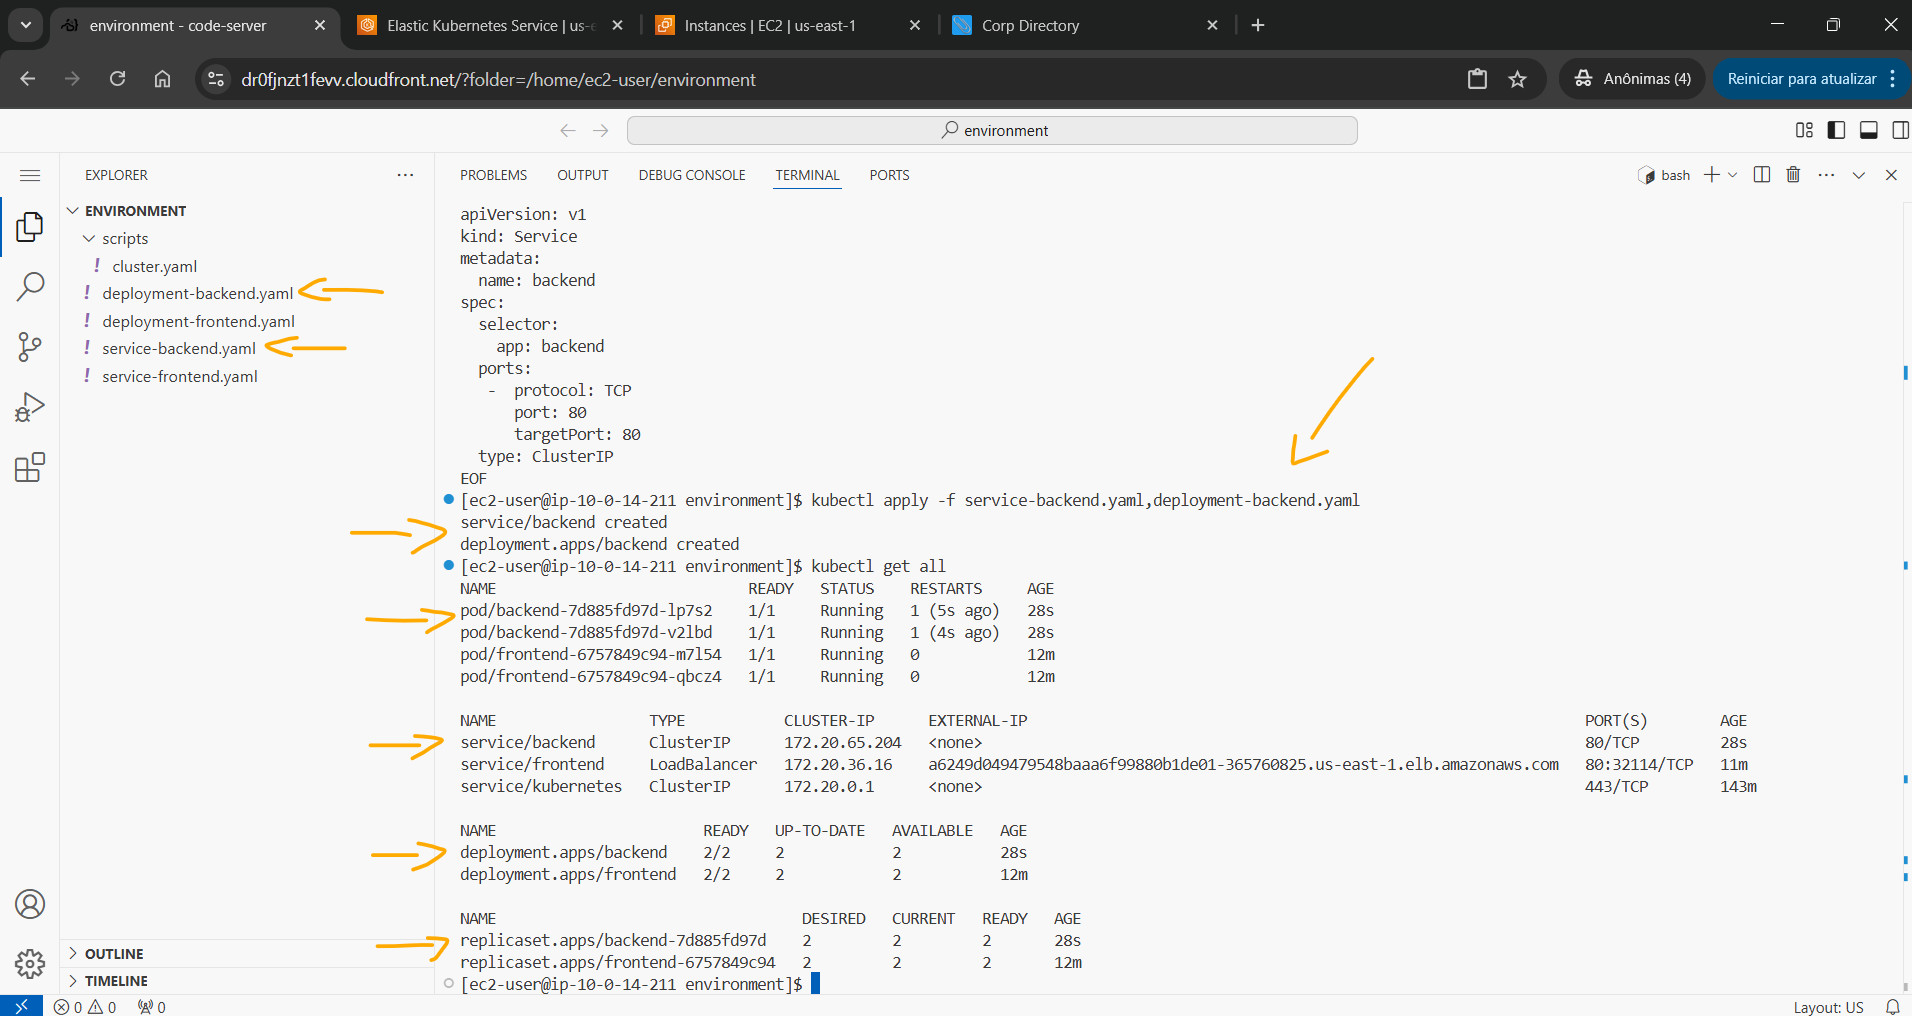 environment - code-server
Elastic Kubernetes Service | us-e
Instances | EC2 | us-east-1
Corp Directory
dr0fjnzt1fevv.cloudfront.net/?folder=/home/ec2-user/environment
Anônimas (4)
Reiniciar para atualizar
environment
EXPLORER
PROBLEMS OUTPUT DEBUG CONSOLE TERMINAL PORTS
bash
ENVIRONMENT
scripts
! cluster.yaml
! deployment-backend.yaml
! deployment-frontend.yaml
! service-backend.yaml
! service-frontend.yaml
OUTLINE
TIMELINE
apiVersion: v1
kind: Service
metadata:
  name: backend
spec:
  selector:
    app: backend
  ports:
   -  protocol: TCP
      port: 80
      targetPort: 80
  type: ClusterIP
EOF
[ec2-user@ip-10-0-14-211 environment]$ kubectl apply -f service-backend.yaml,deployment-backend.yaml
service/backend created
deployment.apps/backend created
[ec2-user@ip-10-0-14-211 environment]$ kubectl get all
NAME READY STATUS RESTARTS AGE
pod/backend-7d885fd97d-lp7s2 1/1 Running 1 (5s ago) 28s
pod/backend-7d885fd97d-v2lbd 1/1 Running 1 (4s ago) 28s
pod/frontend-6757849c94-m7l54 1/1 Running 0 12m
pod/frontend-6757849c94-qbcz4 1/1 Running 0 12m
NAME TYPE CLUSTER-IP EXTERNAL-IP PORT(S) AGE
service/backend ClusterIP 172.20.65.204 <none> 80/TCP 28s
service/frontend LoadBalancer 172.20.36.16 a6249d049479548baaa6f99880b1de01-365760825.us-east-1.elb.amazonaws.com 80:32114/TCP 11m
service/kubernetes ClusterIP 172.20.0.1 <none> 443/TCP 143m
NAME READY UP-TO-DATE AVAILABLE AGE
deployment.apps/backend 2/2 2 2 28s
deployment.apps/frontend 2/2 2 2 12m
NAME DESIRED CURRENT READY AGE
replicaset.apps/backend-7d885fd97d 2 2 2 28s
replicaset.apps/frontend-6757849c94 2 2 2 12m
[ec2-user@ip-10-0-14-211 environment]$
0 0 0
Layout: US